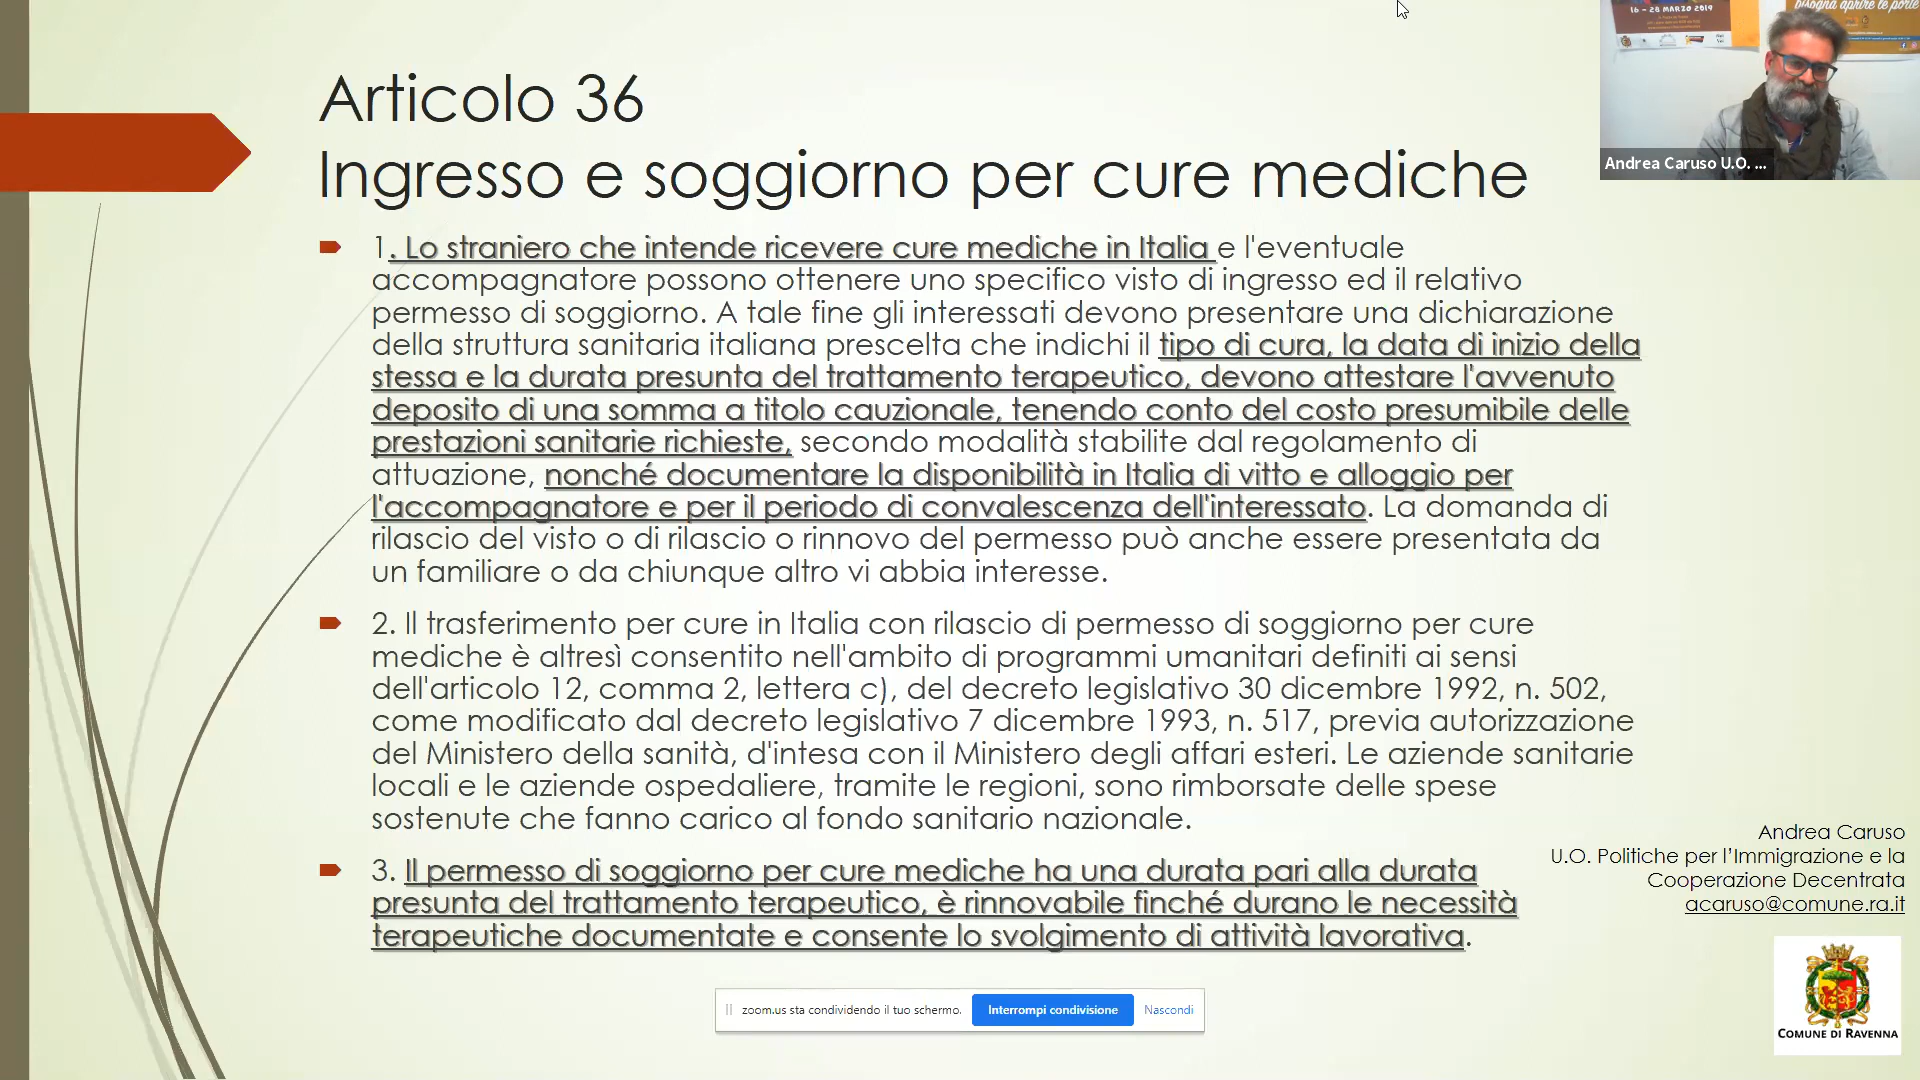 16 - 28 MARZO 2019
bisogna aprire le porte
Andrea Caruso U.O. ...
Articolo 36
Ingresso e soggiorno per cure mediche
1. Lo straniero che intende ricevere cure mediche in Italia e l'eventuale
accompagnatore possono ottenere uno specifico visto di ingresso ed il relativo
permesso di soggiorno. A tale fine gli interessati devono presentare una dichiarazione
della struttura sanitaria italiana prescelta che indichi il tipo di cura, la data di inizio della
stessa e la durata presunta del trattamento terapeutico, devono attestare l'avvenuto
deposito di una somma a titolo cauzionale, tenendo conto del costo presumibile delle
prestazioni sanitarie richieste, secondo modalità stabilite dal regolamento di
attuazione, nonché documentare la disponibilità in Italia di vitto e alloggio per
l'accompagnatore e per il periodo di convalescenza dell'interessato. La domanda di
rilascio del visto o di rilascio o rinnovo del permesso può anche essere presentata da
un familiare o da chiunque altro vi abbia interesse.
2. Il trasferimento per cure in Italia con rilascio di permesso di soggiorno per cure
mediche è altresì consentito nell'ambito di programmi umanitari definiti ai sensi
dell'articolo 12, comma 2, lettera c), del decreto legislativo 30 dicembre 1992, n. 502,
come modificato dal decreto legislativo 7 dicembre 1993, n. 517, previa autorizzazione
del Ministero della sanità, d'intesa con il Ministero degli affari esteri. Le aziende sanitarie
locali e le aziende ospedaliere, tramite le regioni, sono rimborsate delle spese
sostenute che fanno carico al fondo sanitario nazionale.
3. Il permesso di soggiorno per cure mediche ha una durata pari alla durata
presunta del trattamento terapeutico, è rinnovabile finché durano le necessità
terapeutiche documentate e consente lo svolgimento di attività lavorativa.
Andrea Caruso
U.O. Politiche per l’Immigrazione e la
Cooperazione Decentrata
acaruso@comune.ra.it
COMUNE DI RAVENNA
zoom.us sta condividendo il tuo schermo.
Interrompi condivisione
Nascondi